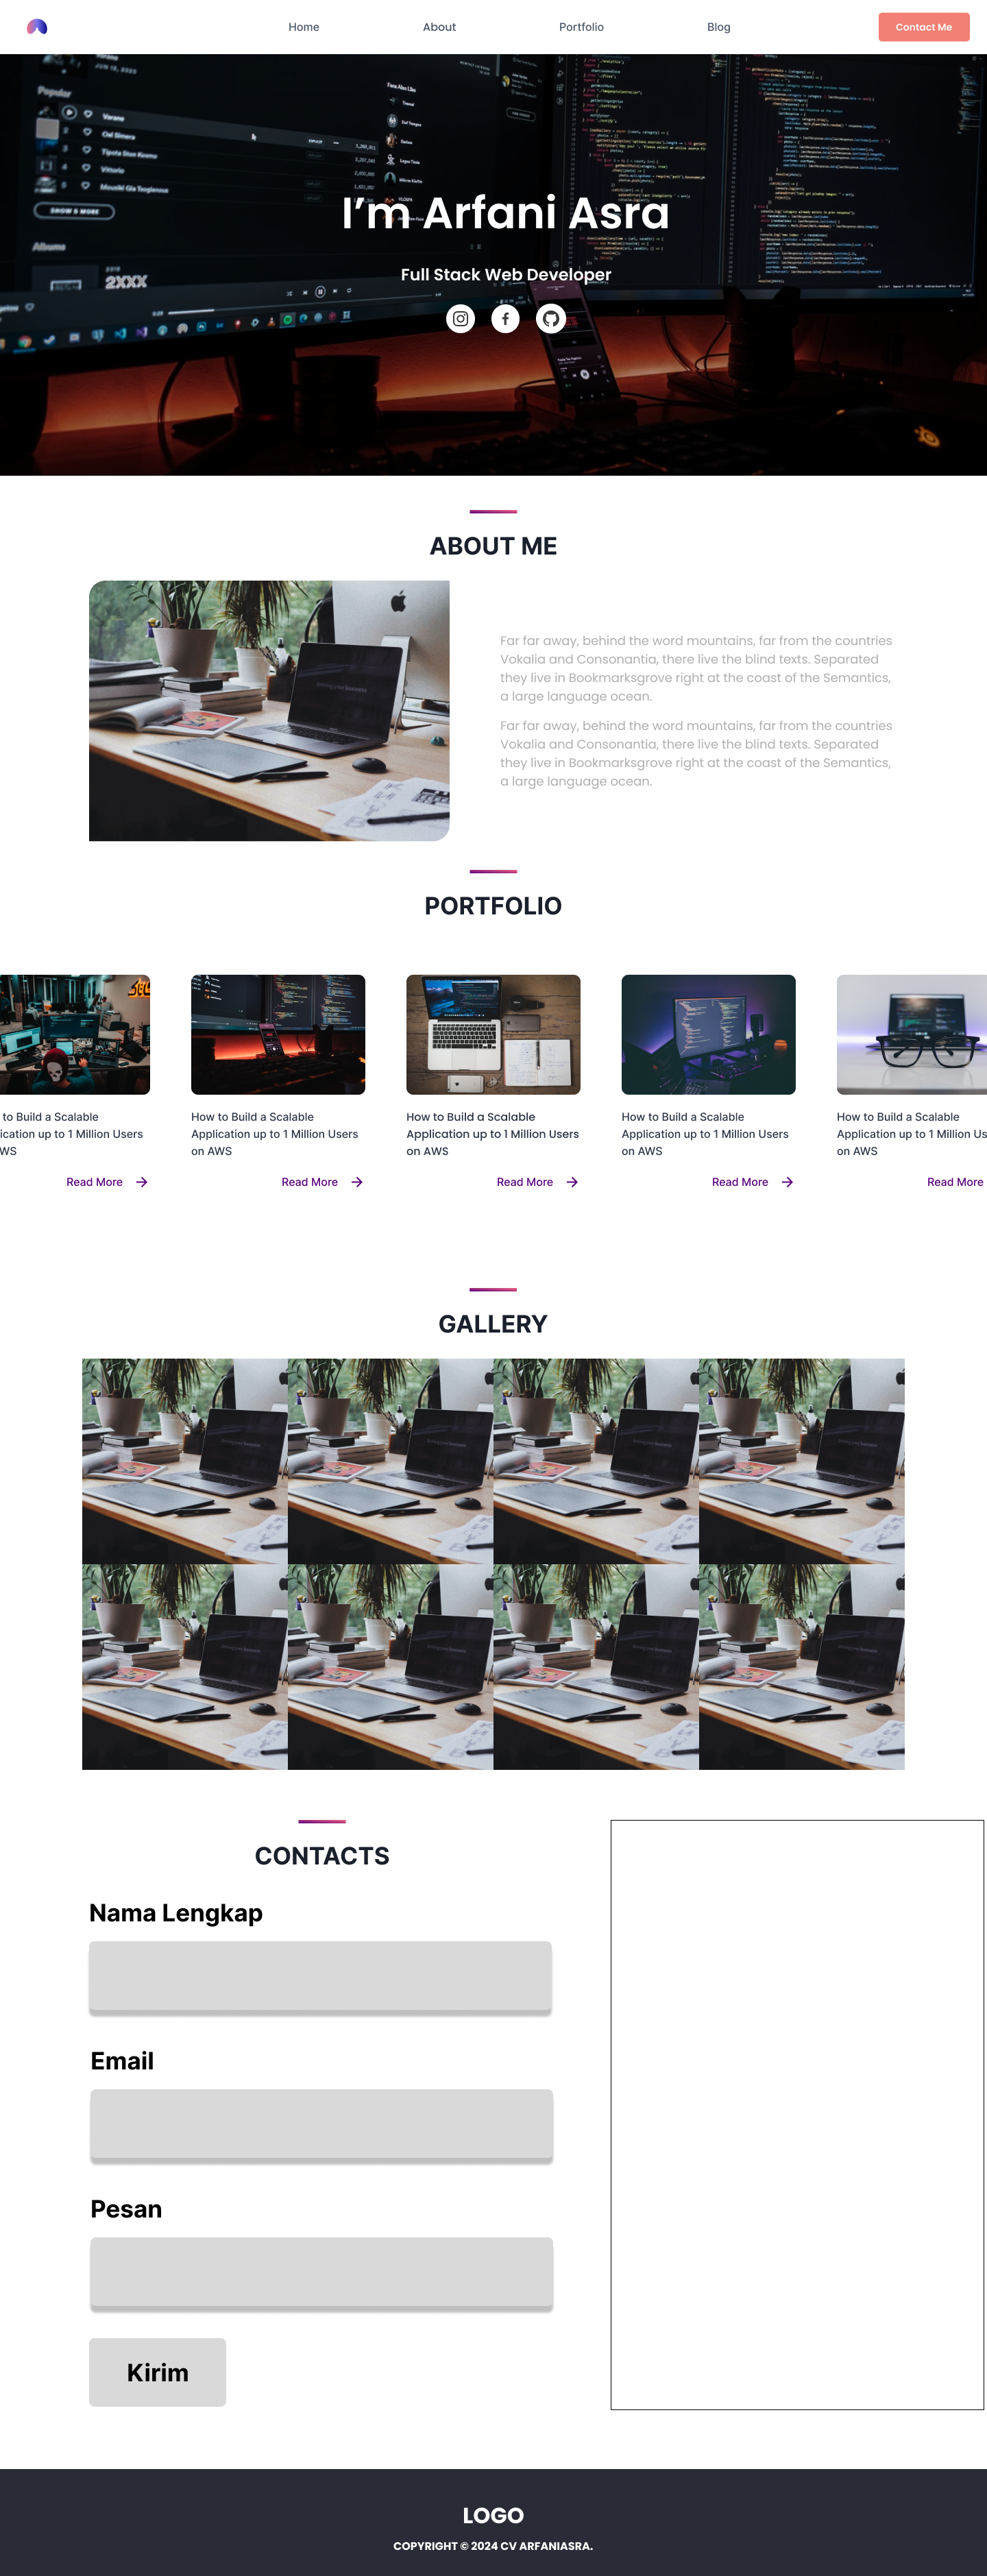 Home
About
Portfolio
Blog
Contact Me
Popular
SHOW 5 MORE
Albums
2XXX
I'm Arfani Asra
Full Stack Web Developer
ABOUT ME
Far far away, behind the word mountains, far from the countries
Vokalia and Consonantia, there live the blind texts. Separated
they live in Bookmarksgrove right at the coast of the Semantics,
a large language ocean.
Far far away, behind the word mountains, far from the countries
Vokalia and Consonantia, there live the blind texts. Separated
they live in Bookmarksgrove right at the coast of the Semantics,
a large language ocean.
PORTFOLIO
to Build a Scalable
ication up to 1 Million Users
WS
Read More
How to Build a Scalable
Application up to 1 Million Users
on AWS
Read More
How to Build a Scalable
Application up to 1 Million Users
on AWS
Read More
How to Build a Scalable
Application up to 1 Million Users
on AWS
Read More
How to Build a Scalable
Application up to 1 Million Us
on AWS
Read More
GALLERY
CONTACTS
Nama Lengkap
Email
Pesan
Kirim
LOGO
COPYRIGHT © 2024 CV ARFANIASRA.